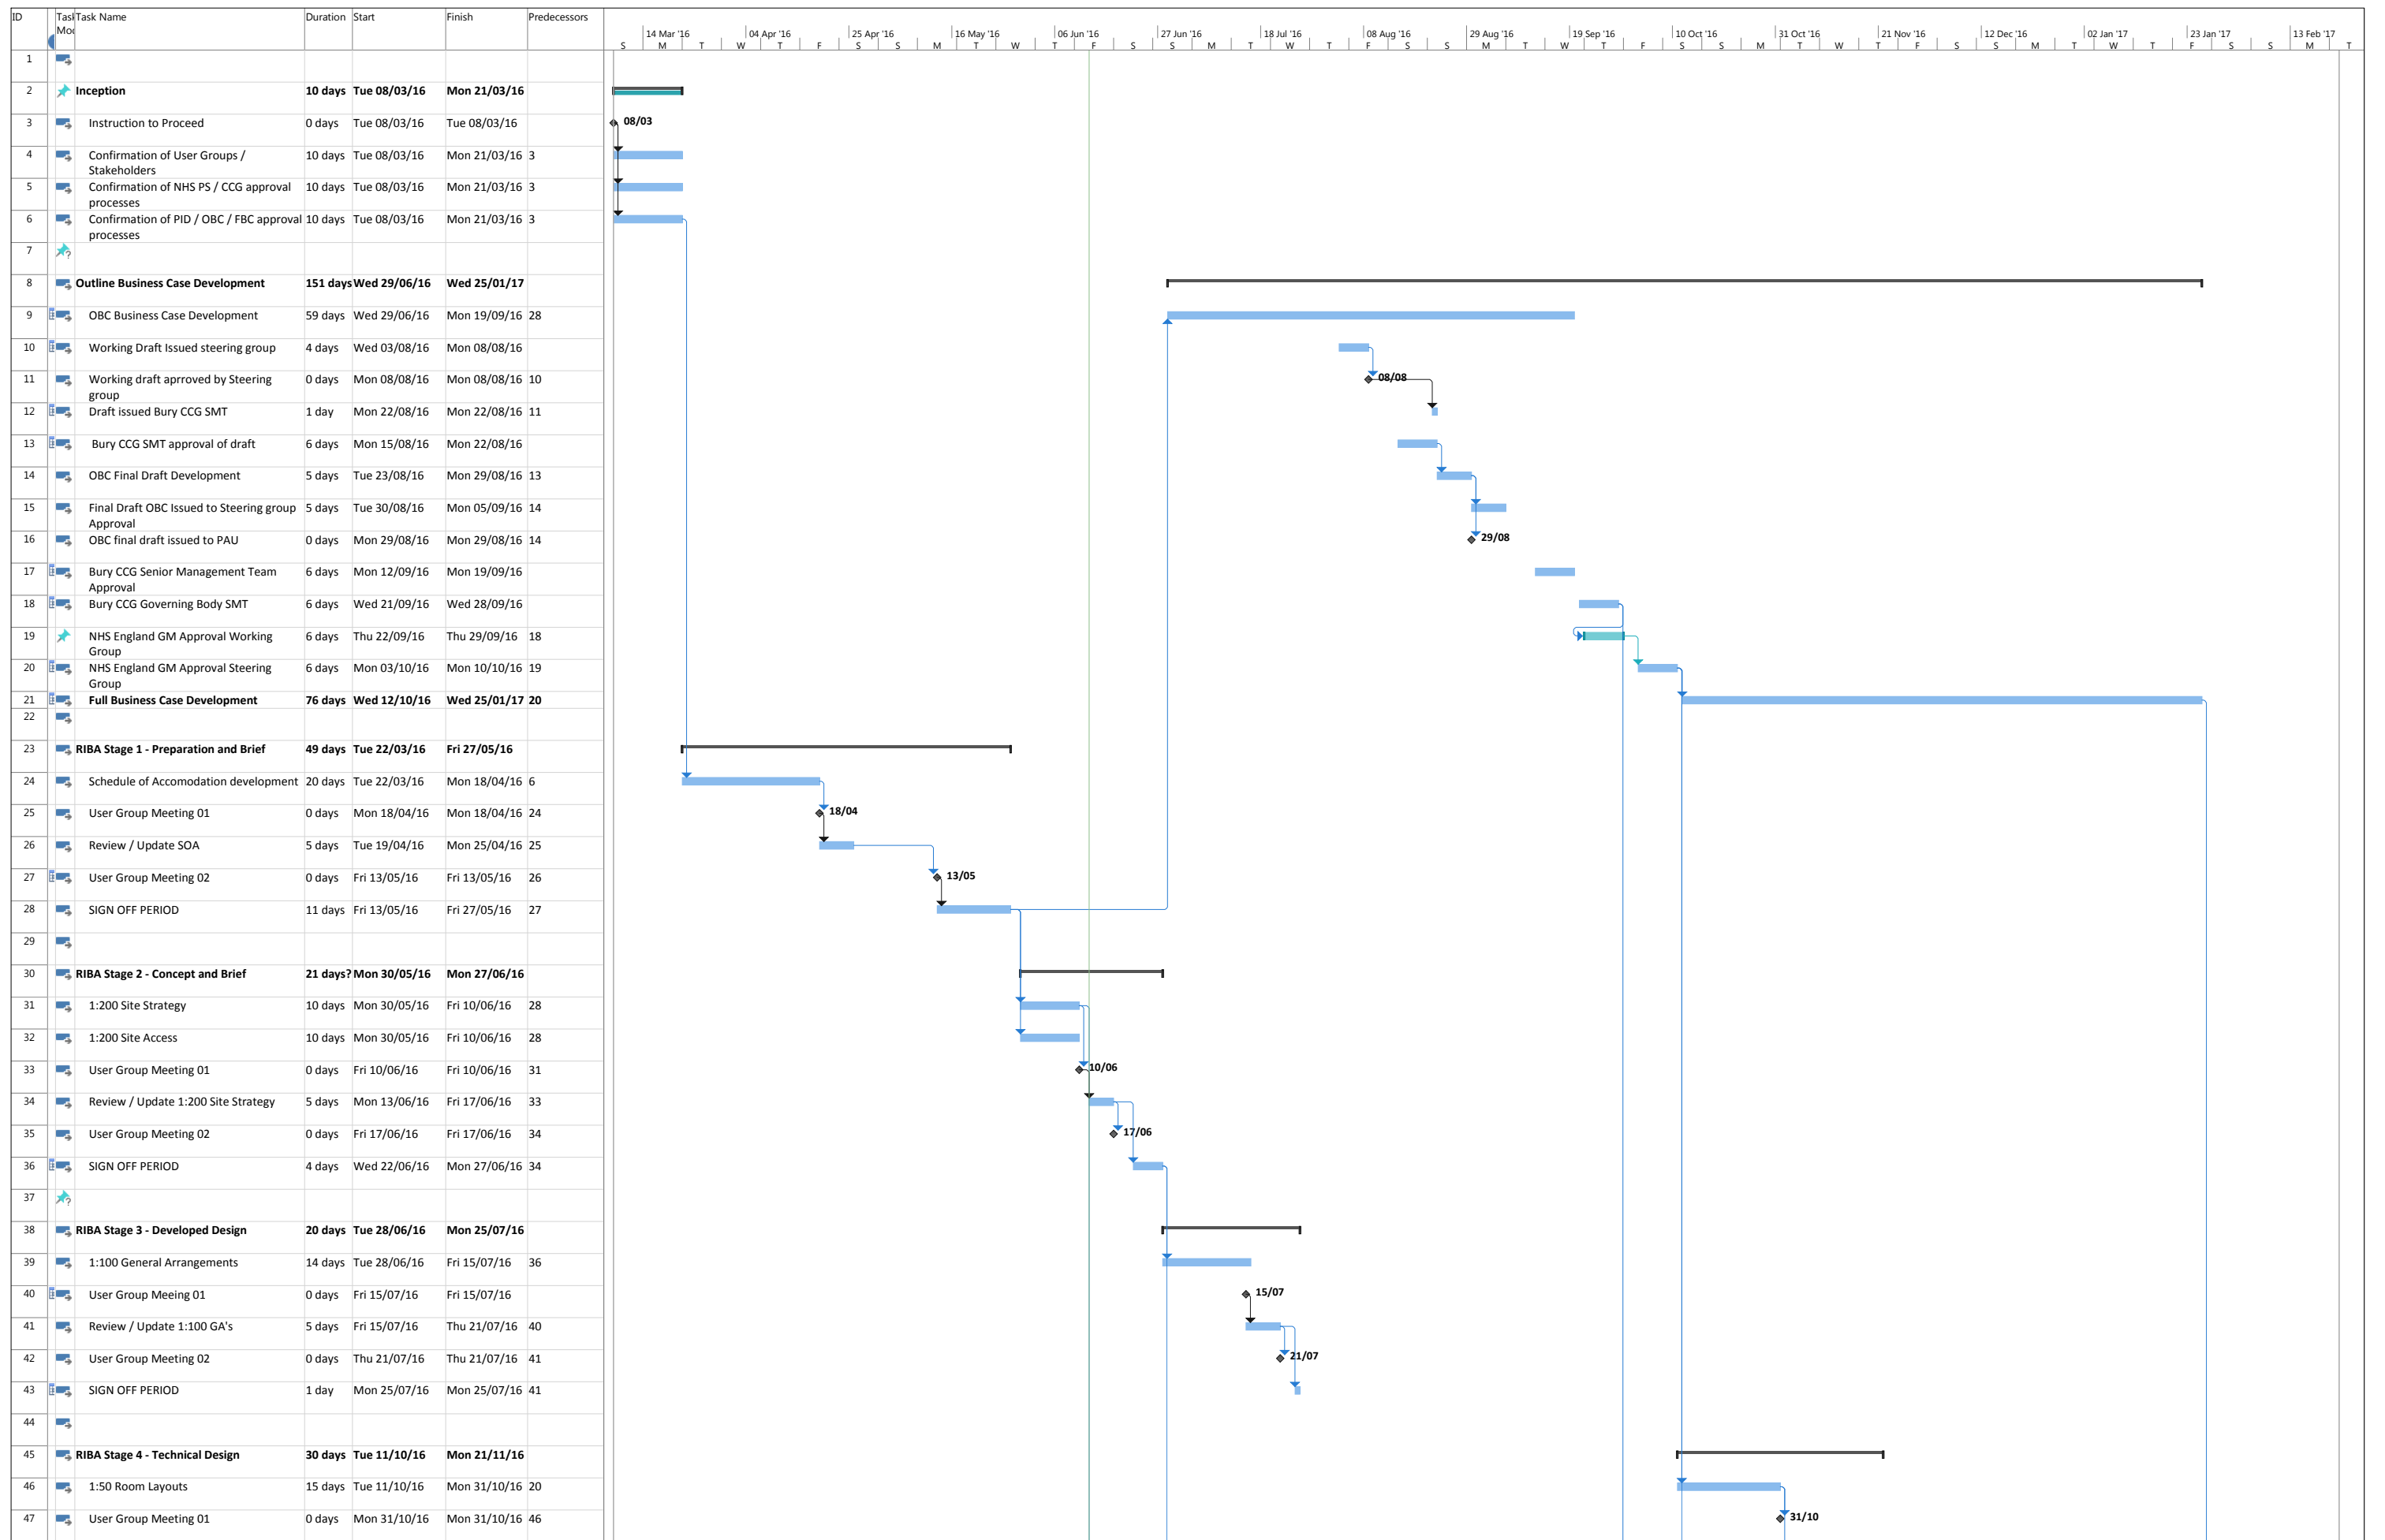 ID Task Mode Task Name Duration Start Finish Predecessors
14 Mar '16 04 Apr '16 25 Apr '16 16 May '16 06 Jun '16 27 Jun '16 18 Jul '16 08 Aug '16 29 Aug '16 19 Sep '16 10 Oct '16 31 Oct '16 21 Nov '16 12 Dec '16 02 Jan '17 23 Jan '17 13 Feb '17
S M T W T F S S M T W T F S S M T W T F S S M T W T F S S M T W T F S S M T W T F S S M T
1
2 Inception 10 days Tue 08/03/16 Mon 21/03/16
3 Instruction to Proceed 0 days Tue 08/03/16 Tue 08/03/16 08/03
4 Confirmation of User Groups / 10 days Tue 08/03/16 Mon 21/03/16 3
Stakeholders
5 Confirmation of NHS PS / CCG approval 10 days Tue 08/03/16 Mon 21/03/16 3
processes
6 Confirmation of PID / OBC / FBC approval 10 days Tue 08/03/16 Mon 21/03/16 3
processes
7 ?
8 Outline Business Case Development 151 days Wed 29/06/16 Wed 25/01/17
9 OBC Business Case Development 59 days Wed 29/06/16 Mon 19/09/16 28
10 Working Draft Issued steering group 4 days Wed 03/08/16 Mon 08/08/16
11 Working draft aprroved by Steering 0 days Mon 08/08/16 Mon 08/08/16 10 08/08
group
12 Draft issued Bury CCG SMT 1 day Mon 22/08/16 Mon 22/08/16 11
13 Bury CCG SMT approval of draft 6 days Mon 15/08/16 Mon 22/08/16
14 OBC Final Draft Development 5 days Tue 23/08/16 Mon 29/08/16 13
15 Final Draft OBC Issued to Steering group 5 days Tue 30/08/16 Mon 05/09/16 14
Approval
16 OBC final draft issued to PAU 0 days Mon 29/08/16 Mon 29/08/16 14 29/08
17 Bury CCG Senior Management Team 6 days Mon 12/09/16 Mon 19/09/16
Approval
18 Bury CCG Governing Body SMT 6 days Wed 21/09/16 Wed 28/09/16
19 NHS England GM Approval Working 6 days Thu 22/09/16 Thu 29/09/16 18
Group
20 NHS England GM Approval Steering 6 days Mon 03/10/16 Mon 10/10/16 19
Group
21 Full Business Case Development 76 days Wed 12/10/16 Wed 25/01/17 20
22
23 RIBA Stage 1 - Preparation and Brief 49 days Tue 22/03/16 Fri 27/05/16
24 Schedule of Accomodation development 20 days Tue 22/03/16 Mon 18/04/16 6
25 User Group Meeting 01 0 days Mon 18/04/16 Mon 18/04/16 24 18/04
26 Review / Update SOA 5 days Tue 19/04/16 Mon 25/04/16 25
27 User Group Meeting 02 0 days Fri 13/05/16 Fri 13/05/16 26 13/05
28 SIGN OFF PERIOD 11 days Fri 13/05/16 Fri 27/05/16 27
29
30 RIBA Stage 2 - Concept and Brief 21 days? Mon 30/05/16 Mon 27/06/16
31 1:200 Site Strategy 10 days Mon 30/05/16 Fri 10/06/16 28
32 1:200 Site Access 10 days Mon 30/05/16 Fri 10/06/16 28
33 User Group Meeting 01 0 days Fri 10/06/16 Fri 10/06/16 31 10/06
34 Review / Update 1:200 Site Strategy 5 days Mon 13/06/16 Fri 17/06/16 33
35 User Group Meeting 02 0 days Fri 17/06/16 Fri 17/06/16 34 17/06
36 SIGN OFF PERIOD 4 days Wed 22/06/16 Mon 27/06/16 34
37 ?
38 RIBA Stage 3 - Developed Design 20 days Tue 28/06/16 Mon 25/07/16
39 1:100 General Arrangements 14 days Tue 28/06/16 Fri 15/07/16 36
40 User Group Meeing 01 0 days Fri 15/07/16 Fri 15/07/16 15/07
41 Review / Update 1:100 GA's 5 days Fri 15/07/16 Thu 21/07/16 40
42 User Group Meeting 02 0 days Thu 21/07/16 Thu 21/07/16 41 21/07
43 SIGN OFF PERIOD 1 day Mon 25/07/16 Mon 25/07/16 41
44
45 RIBA Stage 4 - Technical Design 30 days Tue 11/10/16 Mon 21/11/16
46 1:50 Room Layouts 15 days Tue 11/10/16 Mon 31/10/16 20
47 User Group Meeting 01 0 days Mon 31/10/16 Mon 31/10/16 46 31/10